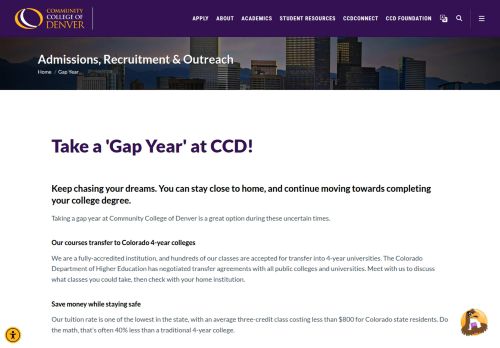 COMMUNITY
COLLEGE OF
DENVER
APPLY ABOUT ACADEMICS STUDENT RESOURCES CCDCONNECT CCD FOUNDATION
Admissions, Recruitment & Outreach
Home / Gap Year...
Take a 'Gap Year' at CCD!
Keep chasing your dreams. You can stay close to home, and continue moving towards completing
your college degree.
Taking a gap year at Community College of Denver is a great option during these uncertain times.
Our courses transfer to Colorado 4-year colleges
We are a fully-accredited institution, and hundreds of our classes are accepted for transfer into 4-year universities. The Colorado
Department of Higher Education has negotiated transfer agreements with all public colleges and universities. Meet with us to discuss
what classes you could take, then check with your home institution.
Save money while staying safe
Our tuition rate is one of the lowest in the state, with an average three-credit class costing less than $800 for Colorado state residents. Do
the math, that's often 40% less than a traditional 4-year college.